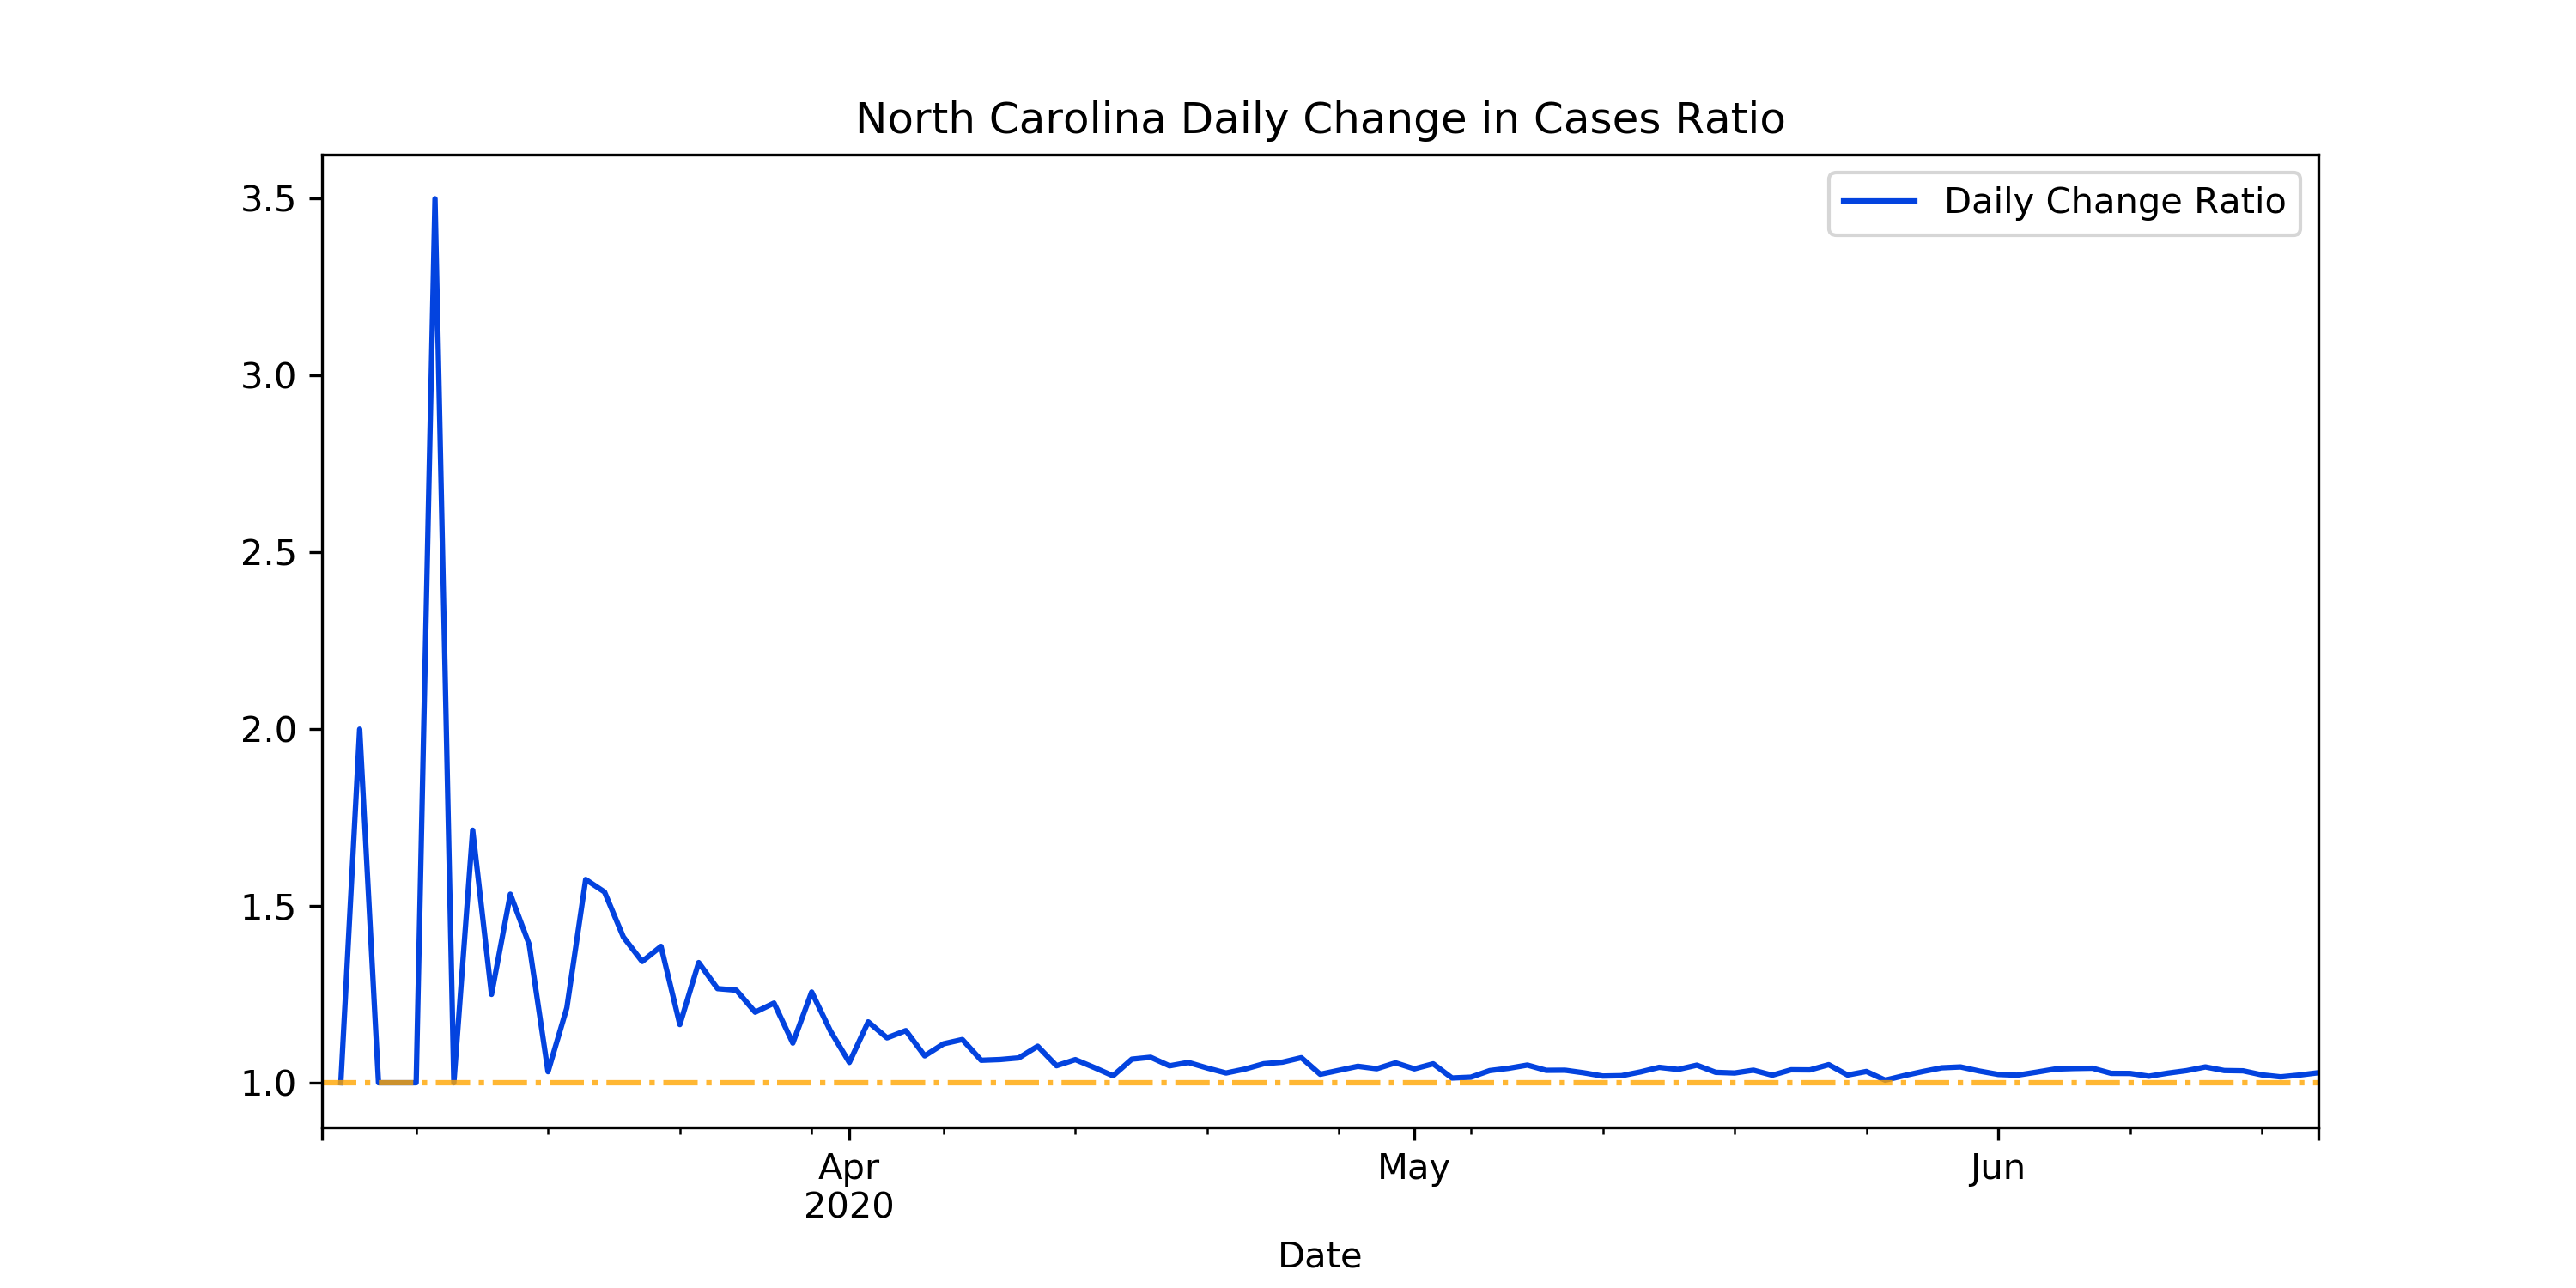 North Carolina Daily Change in Cases Ratio
Daily Change Ratio
3.5
3.0
2.5
2.0
1.5
1.0
Apr
2020
May
Jun
Date